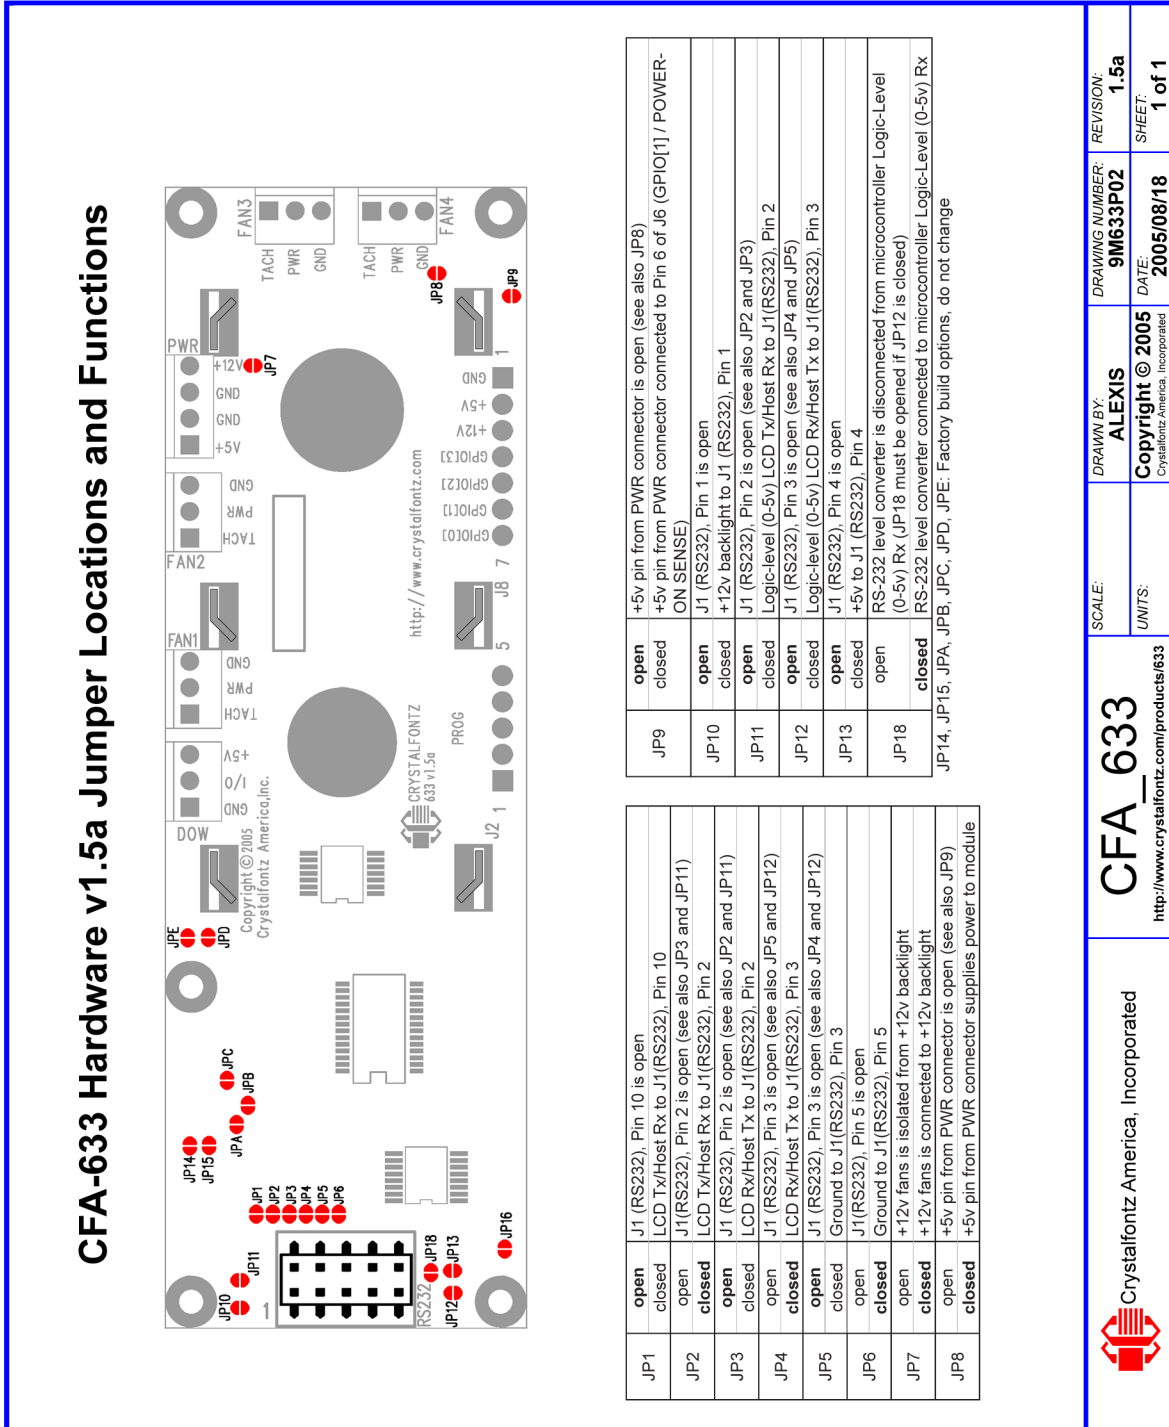 CFA-633 Hardware v1.5a Jumper Locations and Functions
JP10
JP11
1
RS232
JP12
JP13
JP18
JP16
JP1
JP2
JP3
JP4
JP5
JP6
JP14
JP15
JPA
JPB
JPC
JPE
JPD
Copyright © 2005
Crystalfontz America,Inc.
DOW
GND
I/O
+5V
FAN1
TACH
PWR
GND
FAN2
TACH
PWR
GND
PWR
+5V
GND
GND
+12V
JP7
FAN3
TACH
PWR
GND
FAN4
TACH
PWR
GND
JP8
JP9
CRYSTALFONTZ
633 v1.5a
http://www.crystalfontz.com
J2 1
PROG
5
J8 7
GPIO[0]
GPIO[1]
GPIO[2]
GPIO[3]
+12V
+5V
GND
1
JP1
open J1 (RS232), Pin 10 is open
closed LCD Tx/Host Rx to J1(RS232), Pin 10
JP2
open J1(RS232), Pin 2 is open (see also JP3 and JP11)
closed LCD Tx/Host Rx to J1(RS232), Pin 2
JP3
open J1 (RS232), Pin 2 is open (see also JP2 and JP11)
closed LCD Rx/Host Tx to J1(RS232), Pin 2
JP4
open J1 (RS232), Pin 3 is open (see also JP5 and JP12)
closed LCD Rx/Host Tx to J1(RS232), Pin 3
JP5
open J1 (RS232), Pin 3 is open (see also JP4 and JP12)
closed Ground to J1(RS232), Pin 3
JP6
open J1(RS232), Pin 5 is open
closed Ground to J1(RS232), Pin 5
JP7
open +12v fans is isolated from +12v backlight
closed +12v fans is connected to +12v backlight
JP8
open +5v pin from PWR connector is open (see also JP9)
closed +5v pin from PWR connector supplies power to module
JP9
open +5v pin from PWR connector is open (see also JP8)
closed +5v pin from PWR connector connected to Pin 6 of J6 (GPIO[1] / POWER-
ON SENSE)
JP10
open J1 (RS232), Pin 1 is open
closed +12v backlight to J1 (RS232), Pin 1
JP11
open J1 (RS232), Pin 2 is open (see also JP2 and JP3)
closed Logic-level (0-5v) LCD Tx/Host Rx to J1(RS232), Pin 2
JP12
open J1 (RS232), Pin 3 is open (see also JP4 and JP5)
closed Logic-level (0-5v) LCD Rx/Host Tx to J1(RS232), Pin 3
JP13
open J1 (RS232), Pin 4 is open
closed +5v to J1 (RS232), Pin 4
JP18
open RS-232 level converter is disconnected from microcontroller Logic-Level
(0-5v) Rx (JP18 must be opened if JP12 is closed)
closed RS-232 level converter connected to microcontroller Logic-Level (0-5v) Rx
JP14, JP15, JPA, JPB, JPC, JPD, JPE: Factory build options, do not change
Crystalfontz America, Incorporated
CFA_633
http://www.crystalfontz.com/products/633
SCALE:
UNITS:
DRAWN BY:
ALEXIS
Copyright © 2005
Crystalfontz America, Incorporated
DRAWING NUMBER:
9M633P02
DATE:
2005/08/18
REVISION:
1.5a
SHEET:
1 of 1